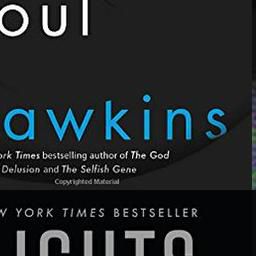 oul
awkins
ork Times bestselling author of The God
Delusion and The Selfish Gene
Copyrighted Material
W YORK TIMES BESTSELLER